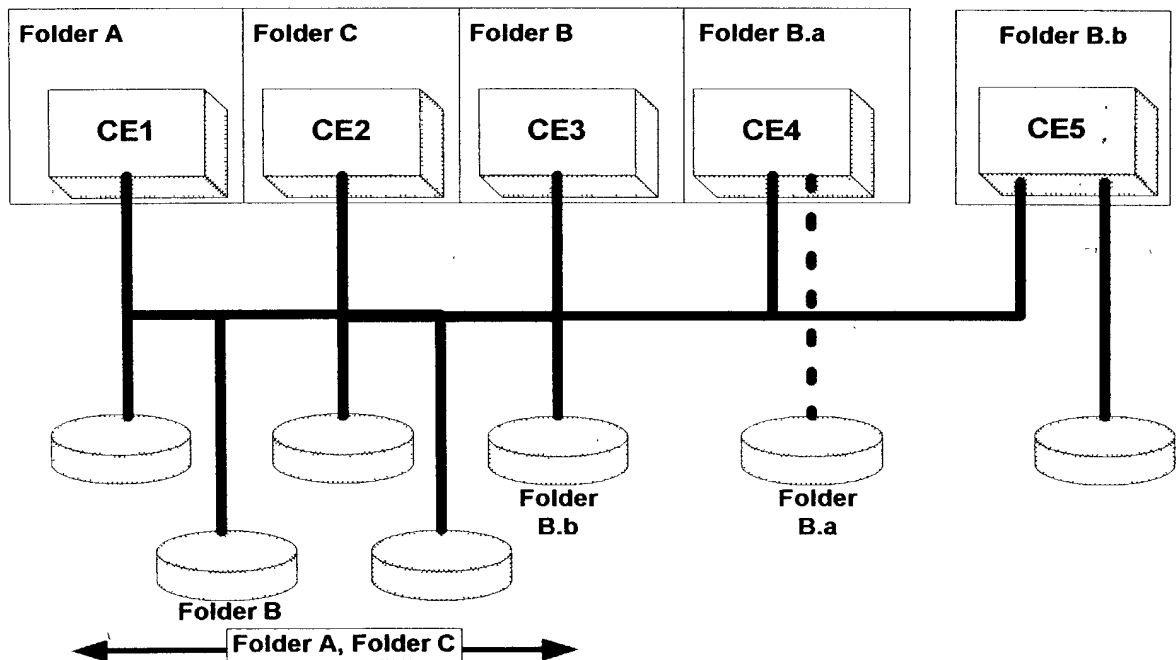 Folder A
Folder C
Folder B
Folder B.a
Folder B.b
CE1
CE2
CE3
CE4
CE5
Folder
B.b
Folder
B.a
Folder B
Folder A, Folder C